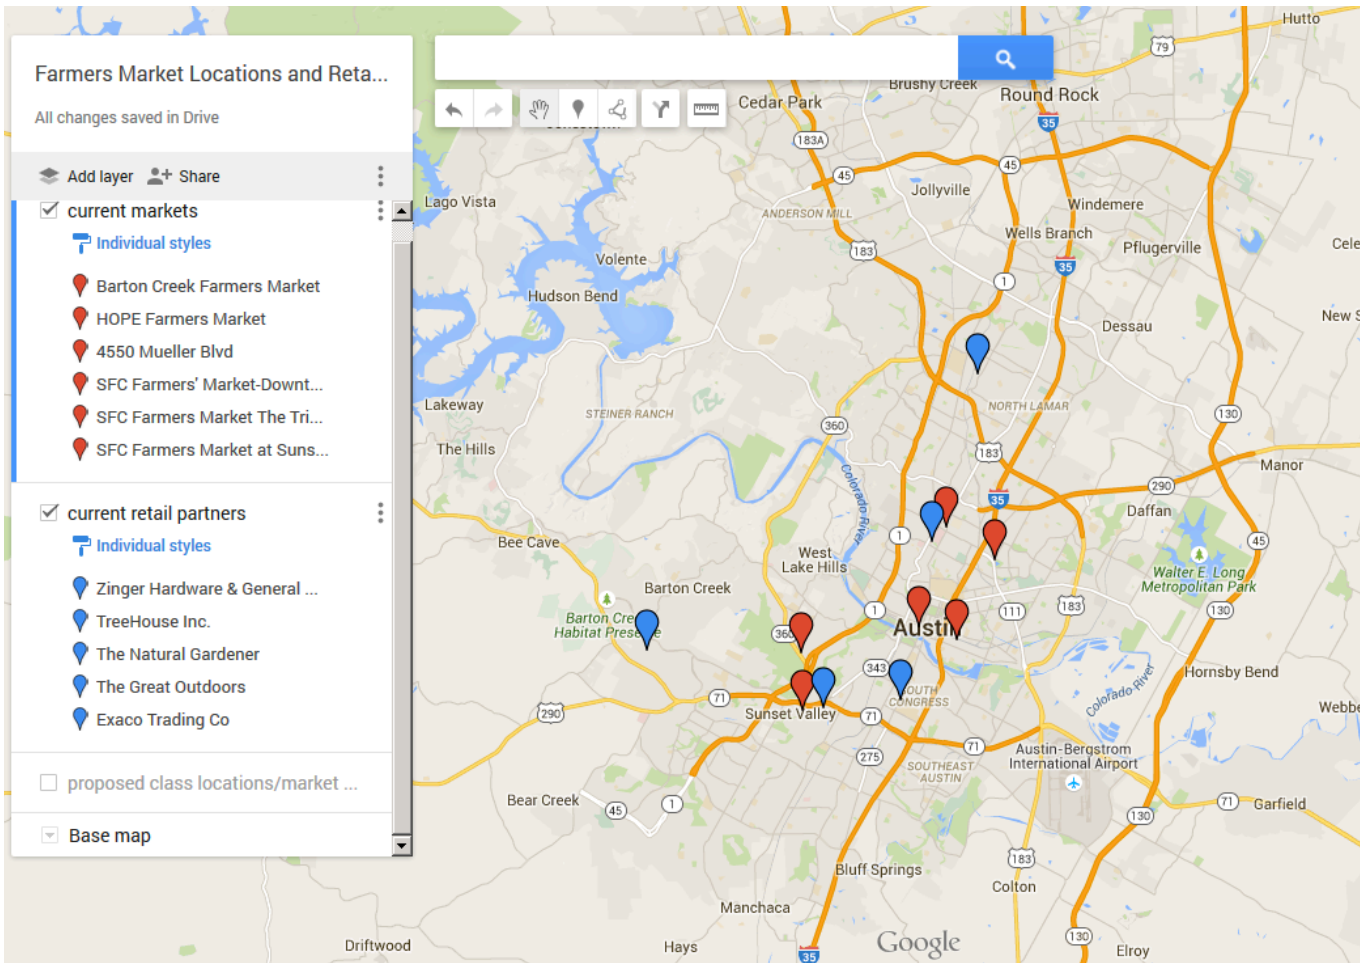 Farmers Market Locations and Reta...
All changes saved in Drive
Add layer
Share
current markets
Individual styles
Barton Creek Farmers Market
HOPE Farmers Market
4550 Mueller Blvd
SFC Farmers' Market-Downt...
SFC Farmers Market The Tri...
SFC Farmers Market at Suns...
current retail partners
Individual styles
Zinger Hardware & General ...
TreeHouse Inc.
The Natural Gardener
The Great Outdoors
Exaco Trading Co
proposed class locations/market ...
Base map
Hutto
79
Brushy Creek
Round Rock
Cedar Park
35
183A
45
45
Jollyville
Lago Vista
Windemere
ANDERSON MILL
Wells Branch
183
Pflugerville
Cele
Volente
35
1
Hudson Bend
New S
Dessau
Lakeway
STEINER RANCH
NORTH LAMAR
130
360
The Hills
183
Manor
290
35
Daffan
Colorado River
1
Bee Cave
45
West
Lake Hills
Walter E. Long
Metropolitan Park
Barton Creek
1
111
183
130
Barton Cre
Habitat Preserve
360
Austin
343
Hornsby Bend
Colorado River
SOUTH
CONGRESS
71
290
Sunset Valley
71
Webbe
71
275
Austin-Bergstrom
International Airport
SOUTHEAST
AUSTIN
Bear Creek
45
1
71
Garfield
130
183
Bluff Springs
Colton
Manchaca
130
Driftwood
Hays
35
Google
Elroy